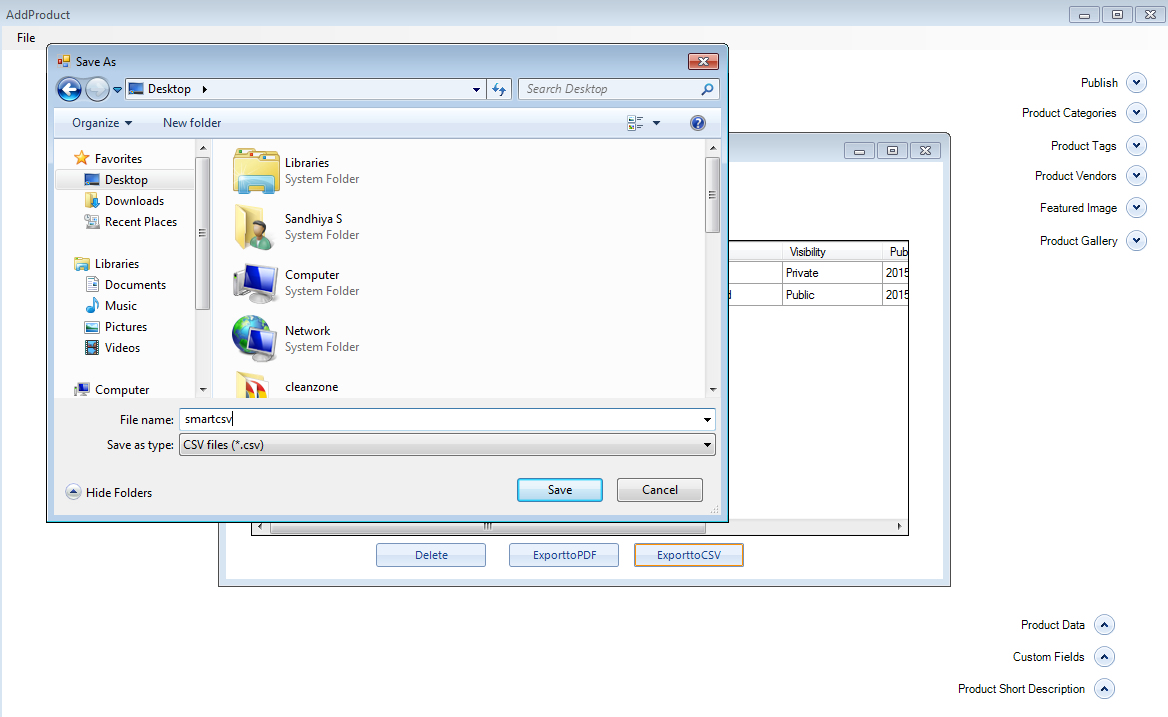 AddProduct
File
Save As
Desktop
Search Desktop
Organize
New folder
Favorites
Desktop
Downloads
Recent Places
Libraries
Documents
Music
Pictures
Videos
Computer
Libraries
System Folder
Sandhiya S
System Folder
Computer
System Folder
Network
System Folder
cleanzone
File name: smartcsv
Save as type: CSV files (*.csv)
Hide Folders
Save
Cancel
Visibility Pub
Private 2015
d Public 2015
Delete
ExporttoPDF
ExporttoCSV
Publish
Product Categories
Product Tags
Product Vendors
Featured Image
Product Gallery
Product Data
Custom Fields
Product Short Description